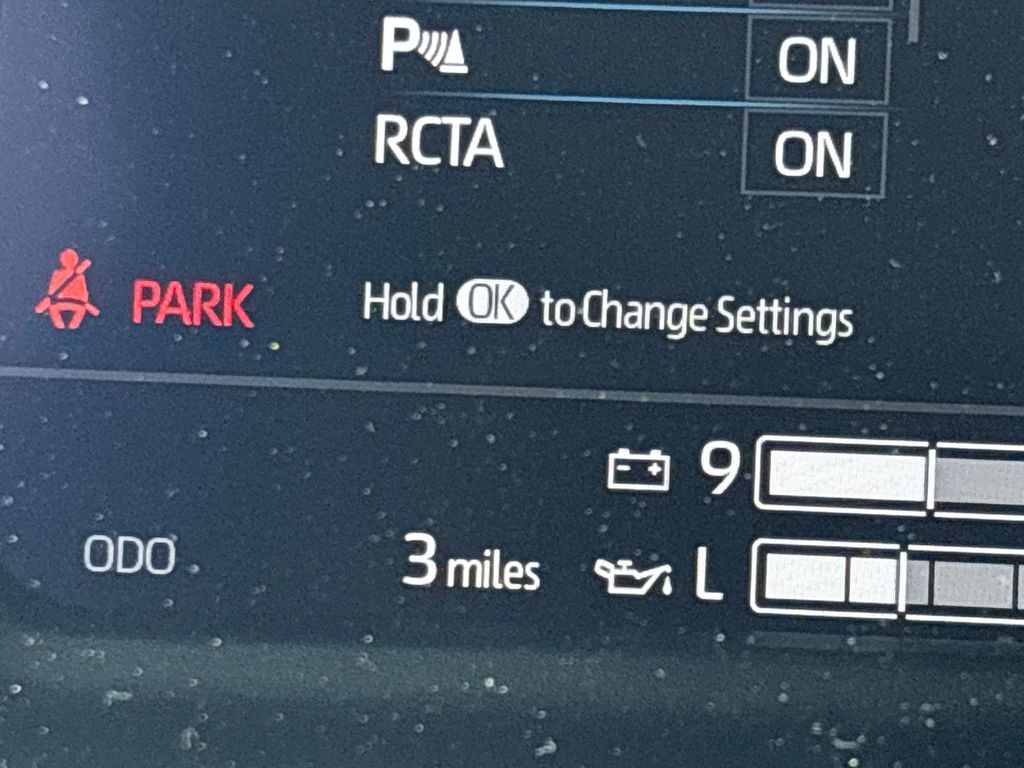 P ON
RCTA ON
PARK Hold OK to Change Settings
9
ODO 3 miles L